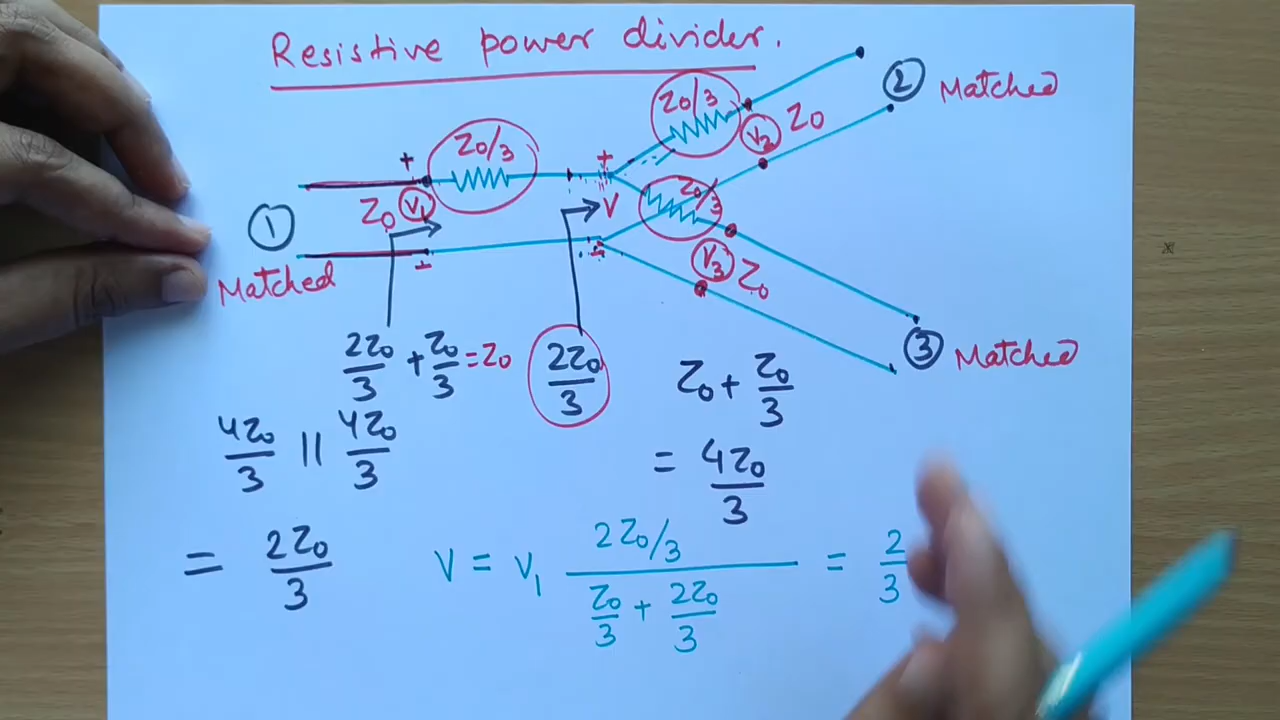 Resistive power divider.
Z0/3
Z0/3
Z0/3
+
+
V1
V
V2
V3
Z0
Z0
Z0
1
Matched
2
Matched
3
Matched
2Z0/3 + Z0/3 = Z0
2Z0/3
Z0 + Z0/3
= 4Z0/3
4Z0/3 || 4Z0/3
= 2Z0/3
V = V1 (2Z0/3)/(Z0/3 + 2Z0/3) = 2/3